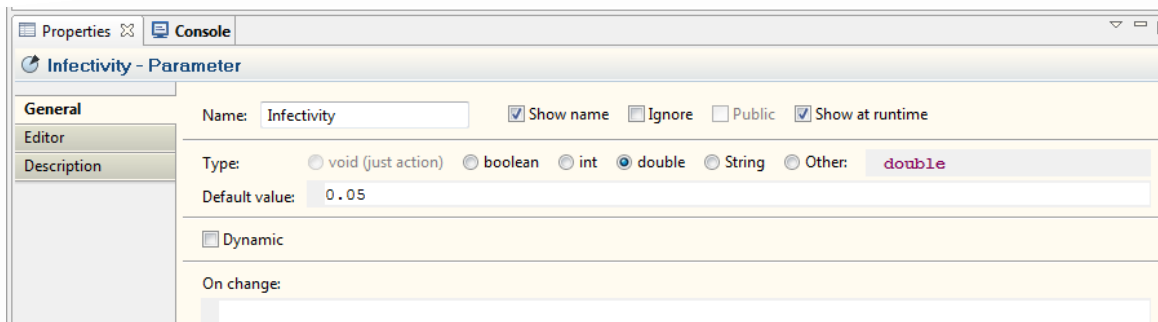 Properties Console
Infectivity - Parameter
General
Editor
Description
Name: Infectivity Show name Ignore Public Show at runtime
Type: void (just action) boolean int double String Other: double
Default value: 0.05
Dynamic
On change: